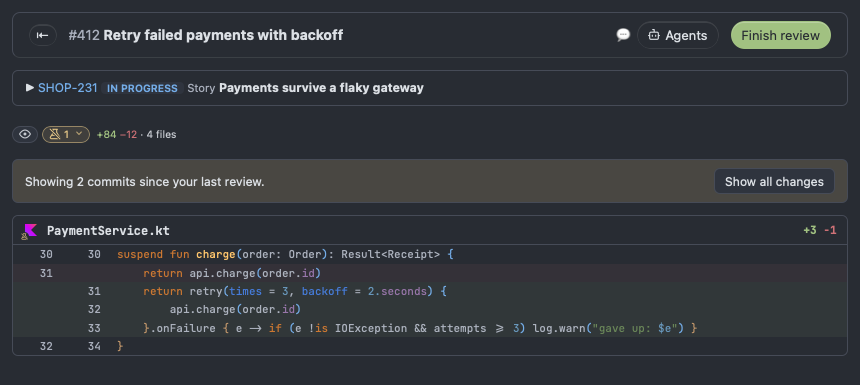 #412 Retry failed payments with backoff
Agents
Finish review
SHOP-231 IN PROGRESS Story Payments survive a flaky gateway
1 +84 −12 · 4 files
Showing 2 commits since your last review.
Show all changes
PaymentService.kt +3 -1
30 30 suspend fun charge(order: Order): Result<Receipt> {
31 return api.charge(order.id)
31 return retry(times = 3, backoff = 2.seconds) {
32 api.charge(order.id)
33 }.onFailure { e -> if (e !is IOException && attempts >= 3) log.warn("gave up: $e") }
32 34 }